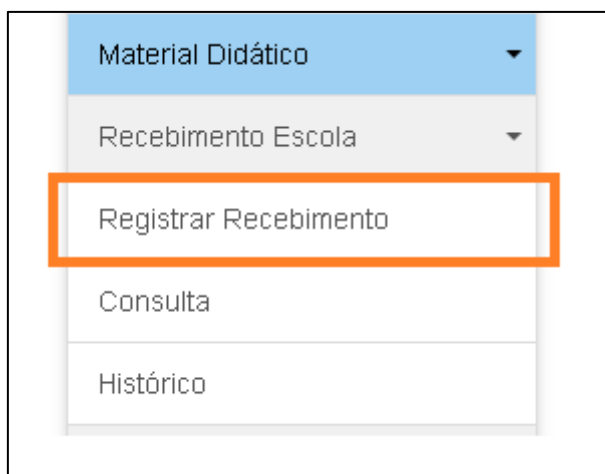 Material Didático
Recebimento Escola
Registrar Recebimento
Consulta
Histórico